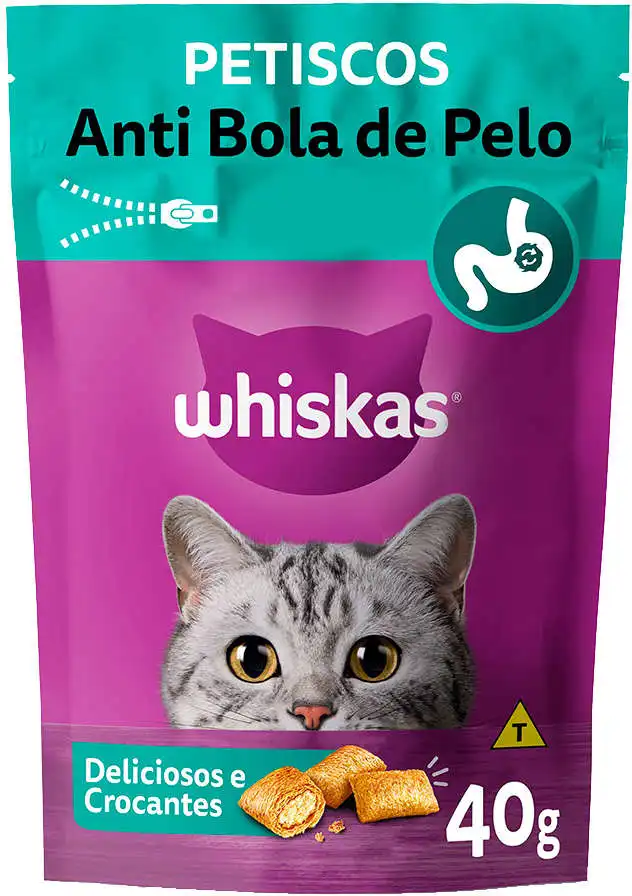 PETISCOS
Anti Bola de Pelo
whiskas®
T
Deliciosos e
Crocantes
40g